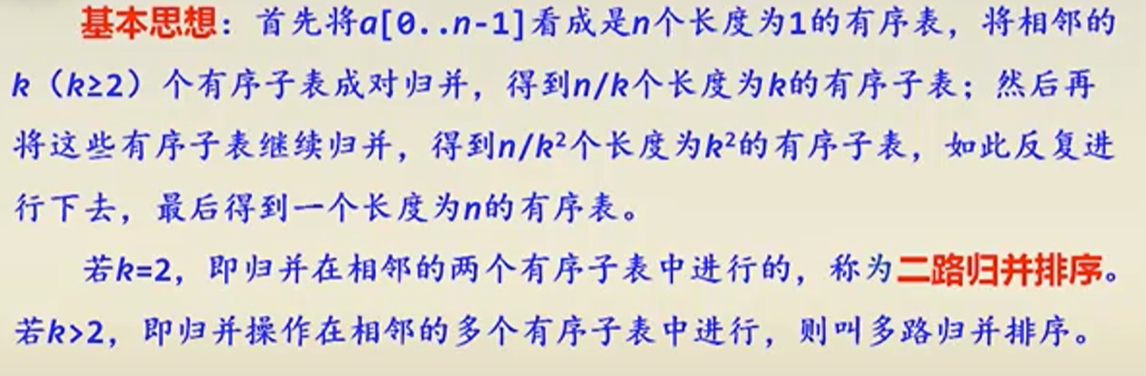 基本思想：首先将a[0..n-1]看成是n个长度为1的有序表，将相邻的
k（k≥2）个有序子表成对归并，得到n/k个长度为k的有序子表；然后再
将这些有序子表继续归并，得到n/k²个长度为k²的有序子表，如此反复进
行下去，最后得到一个长度为n的有序表。
若k=2，即归并在相邻的两个有序子表中进行的，称为二路归并排序。
若k>2，即归并操作在相邻的多个有序子表中进行，则叫多路归并排序。